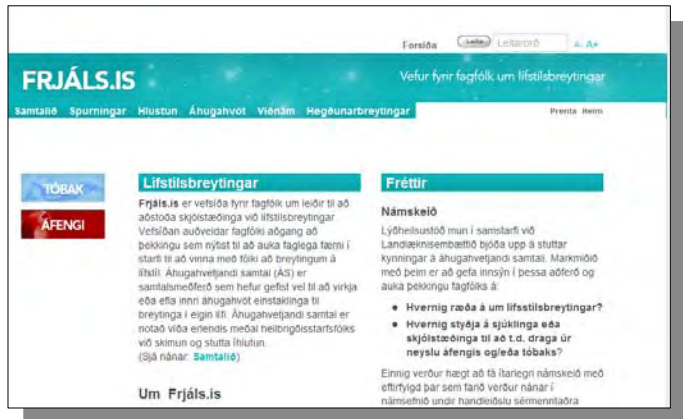 Forsíða Leita Leitarorð A- A+
FRJÁLS.IS
Vefur fyrir fagfólk um lífstílsbreytingar
Samtalið Spurningar Hlustun Áhugahvöt Viðnám Hegðunarbreytingar
Prenta Heim
TÓBAK
ÁFENGI
Lífstílsbreytingar
Frjáls.is er vefsíða fyrir fagfólk um leiðir til að
aðstoða skjólstæðinga við lífstílsbreytingar.
Vefsíðan auðveldar fagfólki aðgang að
þekkingu sem nýtist til að auka faglega færni í
starfi til að vinna með fólki að breytingum á
lífstíl. Áhugahvetjandi samtal (ÁS) er
samtalsmeðferð sem hefur gefist vel til að virkja
eða efla innri áhugahvöt einstaklinga til
breytinga í eigin lífi. Áhugahvetjandi samtal er
notað víða erlendis meðal heilbrigðisstarfsfólks
við skimun og stutta íhlutun.
(Sjá nánar: Samtalið)
Um Frjáls.is
Fréttir
Námskeið
Lýðheilsustöð mun í samstarfi við
Landlæknisembættið bjóða upp á stuttar
kynningar á áhugahvetjandi samtali. Markmiðið
með þeim er að gefa innsýn í þessa aðferð og
auka þekkingu fagfólks á:
• Hvernig ræða á um lífsstílsbreytingar?
• Hvernig styðja á sjúklinga eða
skjólstæðinga til að t.d. draga úr
neyslu áfengis og/eða tóbaks?
Einnig verður hægt að fá ítarlegri námskeið með
eftirfylgd þar sem farið verður nánar í
námsefnið undir handleiðslu sérmenntaðra